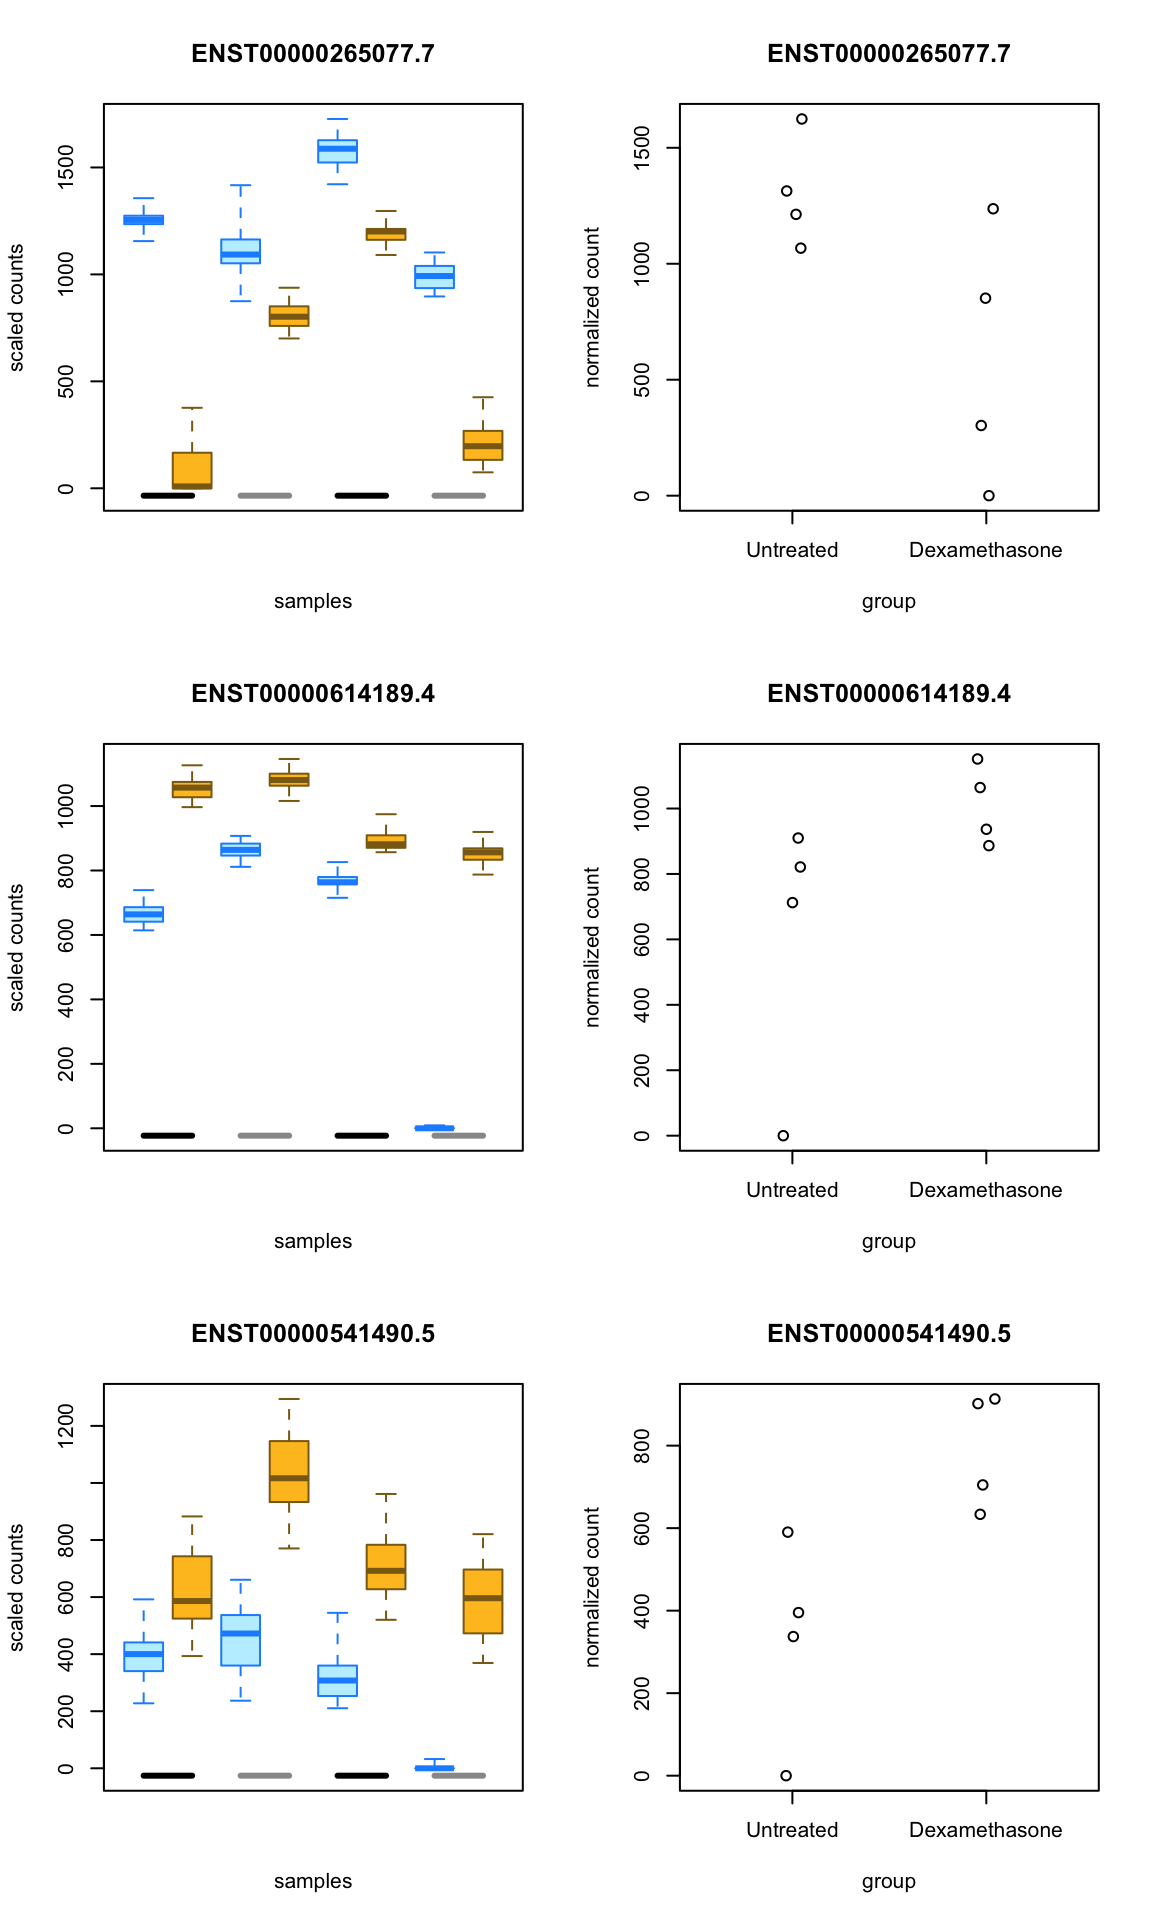 ENST00000265077.7
scaled counts
1500
1000
500
0
samples
ENST00000265077.7
normalized count
1500
1000
500
0
Untreated
Dexamethasone
group
ENST00000614189.4
scaled counts
1000
800
600
400
200
0
samples
ENST00000614189.4
normalized count
1000
800
600
400
200
0
Untreated
Dexamethasone
group
ENST00000541490.5
scaled counts
1200
800
600
400
200
0
samples
ENST00000541490.5
normalized count
800
600
400
200
0
Untreated
Dexamethasone
group